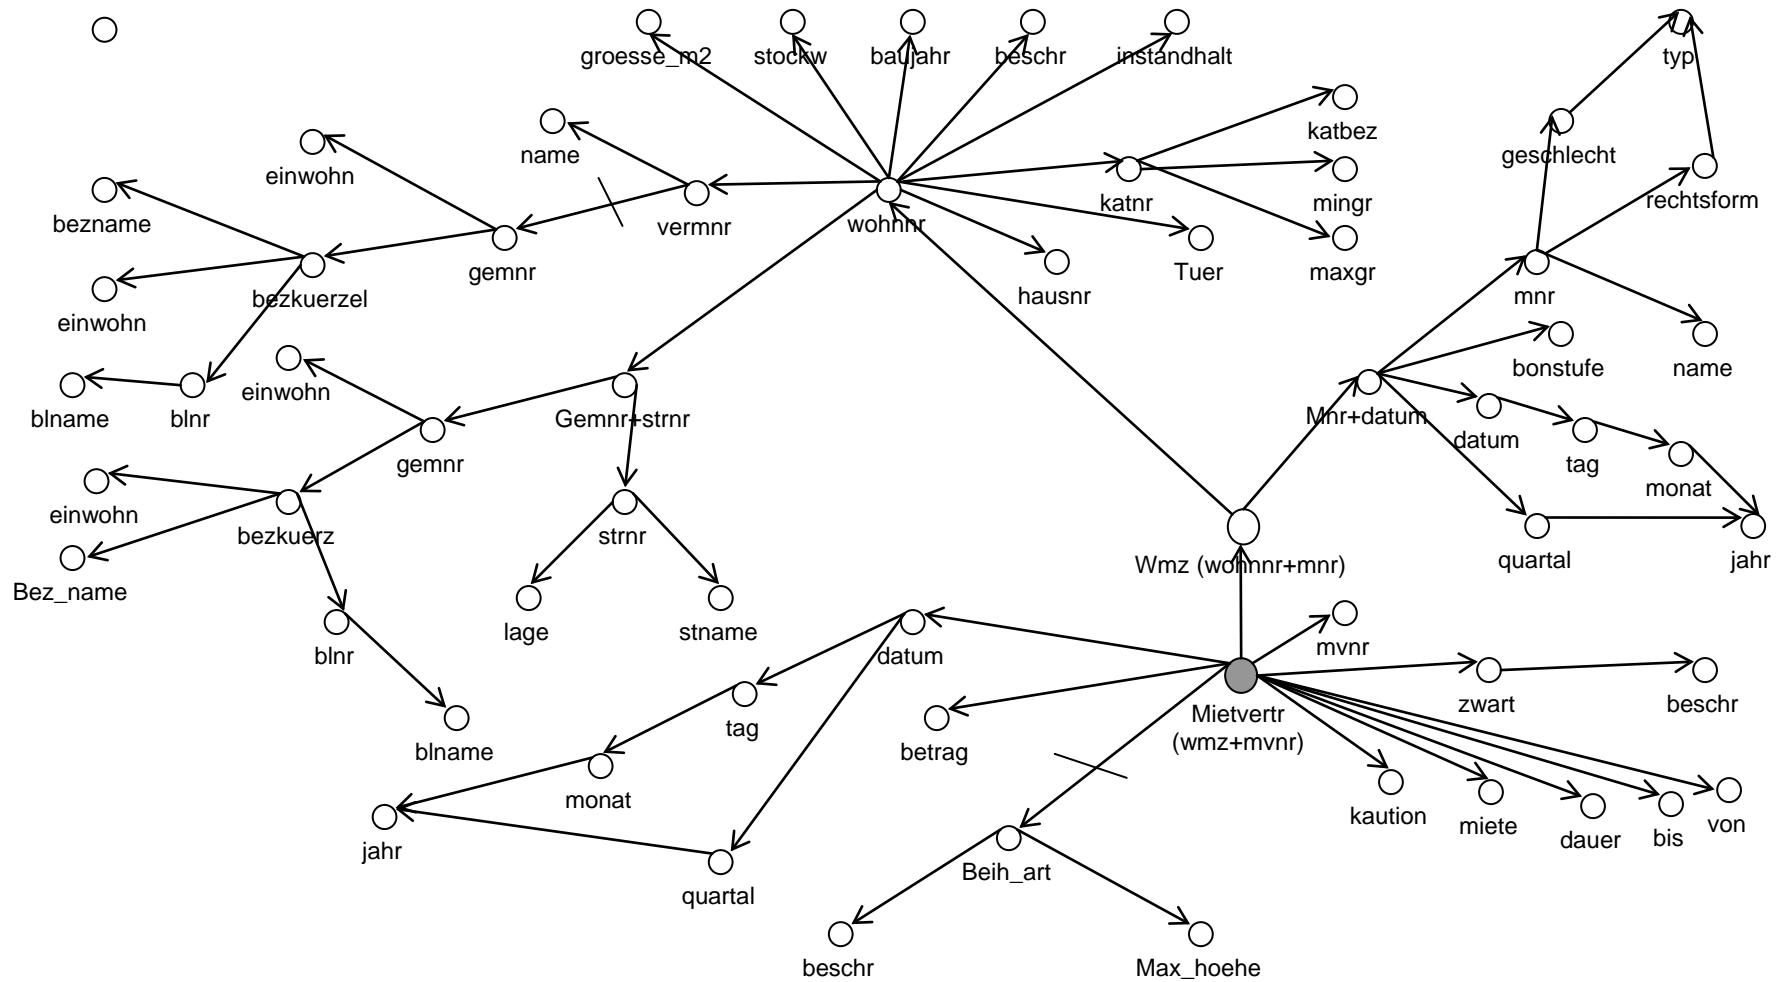 groesse_m2
stockw
baujahr
beschr
instandhalt
typ
katbez
name
geschlecht
einwohn
mingr
rechtsform
katnr
bezname
vermnr
wohnnr
gemnr
Tuer
maxgr
hausnr
mnr
bezkuerzel
einwohn
bonstufe
name
einwohn
blname
blnr
Gemnr+strnr
Mnr+datum
datum
gemnr
tag
monat
einwohn
bezkuerz
strnr
quartal
jahr
Wmz (wohnnr+mnr)
Bez_name
lage
stname
mvnr
blnr
datum
zwart
beschr
Mietvertr
(wmz+mvnr)
tag
blname
betrag
monat
kaution
miete
von
dauer
bis
jahr
Beih_art
quartal
beschr
Max_hoehe